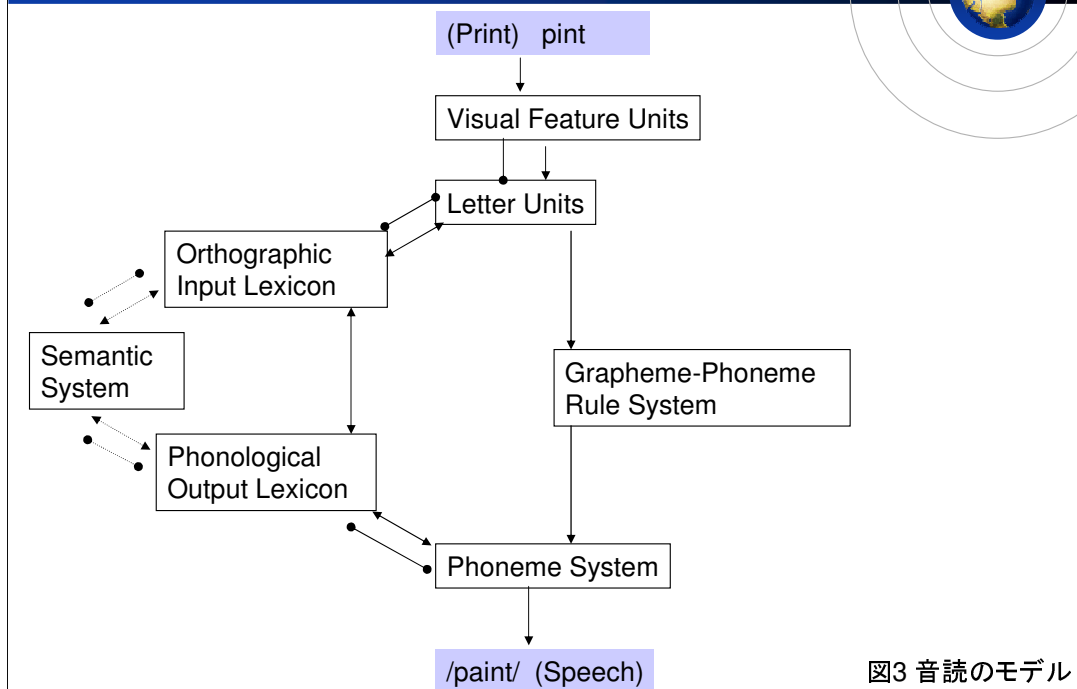 (Print) pint
Visual Feature Units
Letter Units
Orthographic
Input Lexicon
Semantic
System
Grapheme-Phoneme
Rule System
Phonological
Output Lexicon
Phoneme System
/paint/ (Speech)
図3 音読のモデル